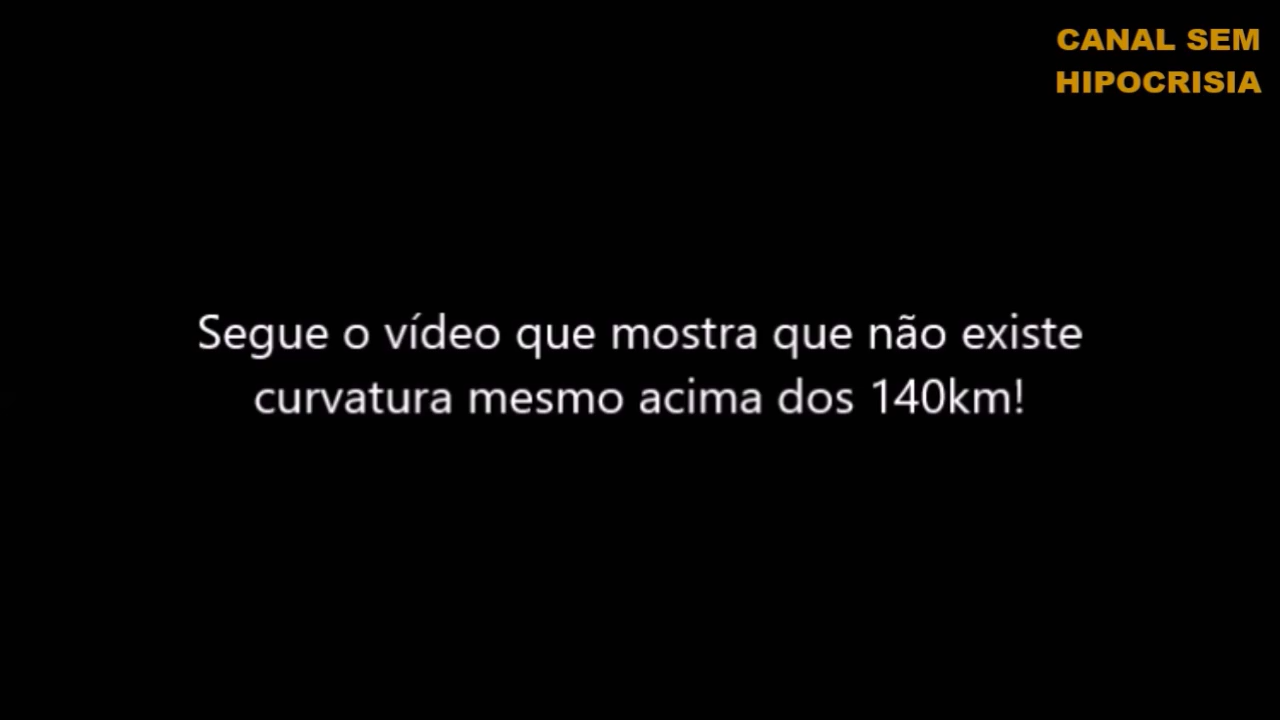 CANAL SEM
HIPOCRISIA
Segue o vídeo que mostra que não existe
curvatura mesmo acima dos 140km!